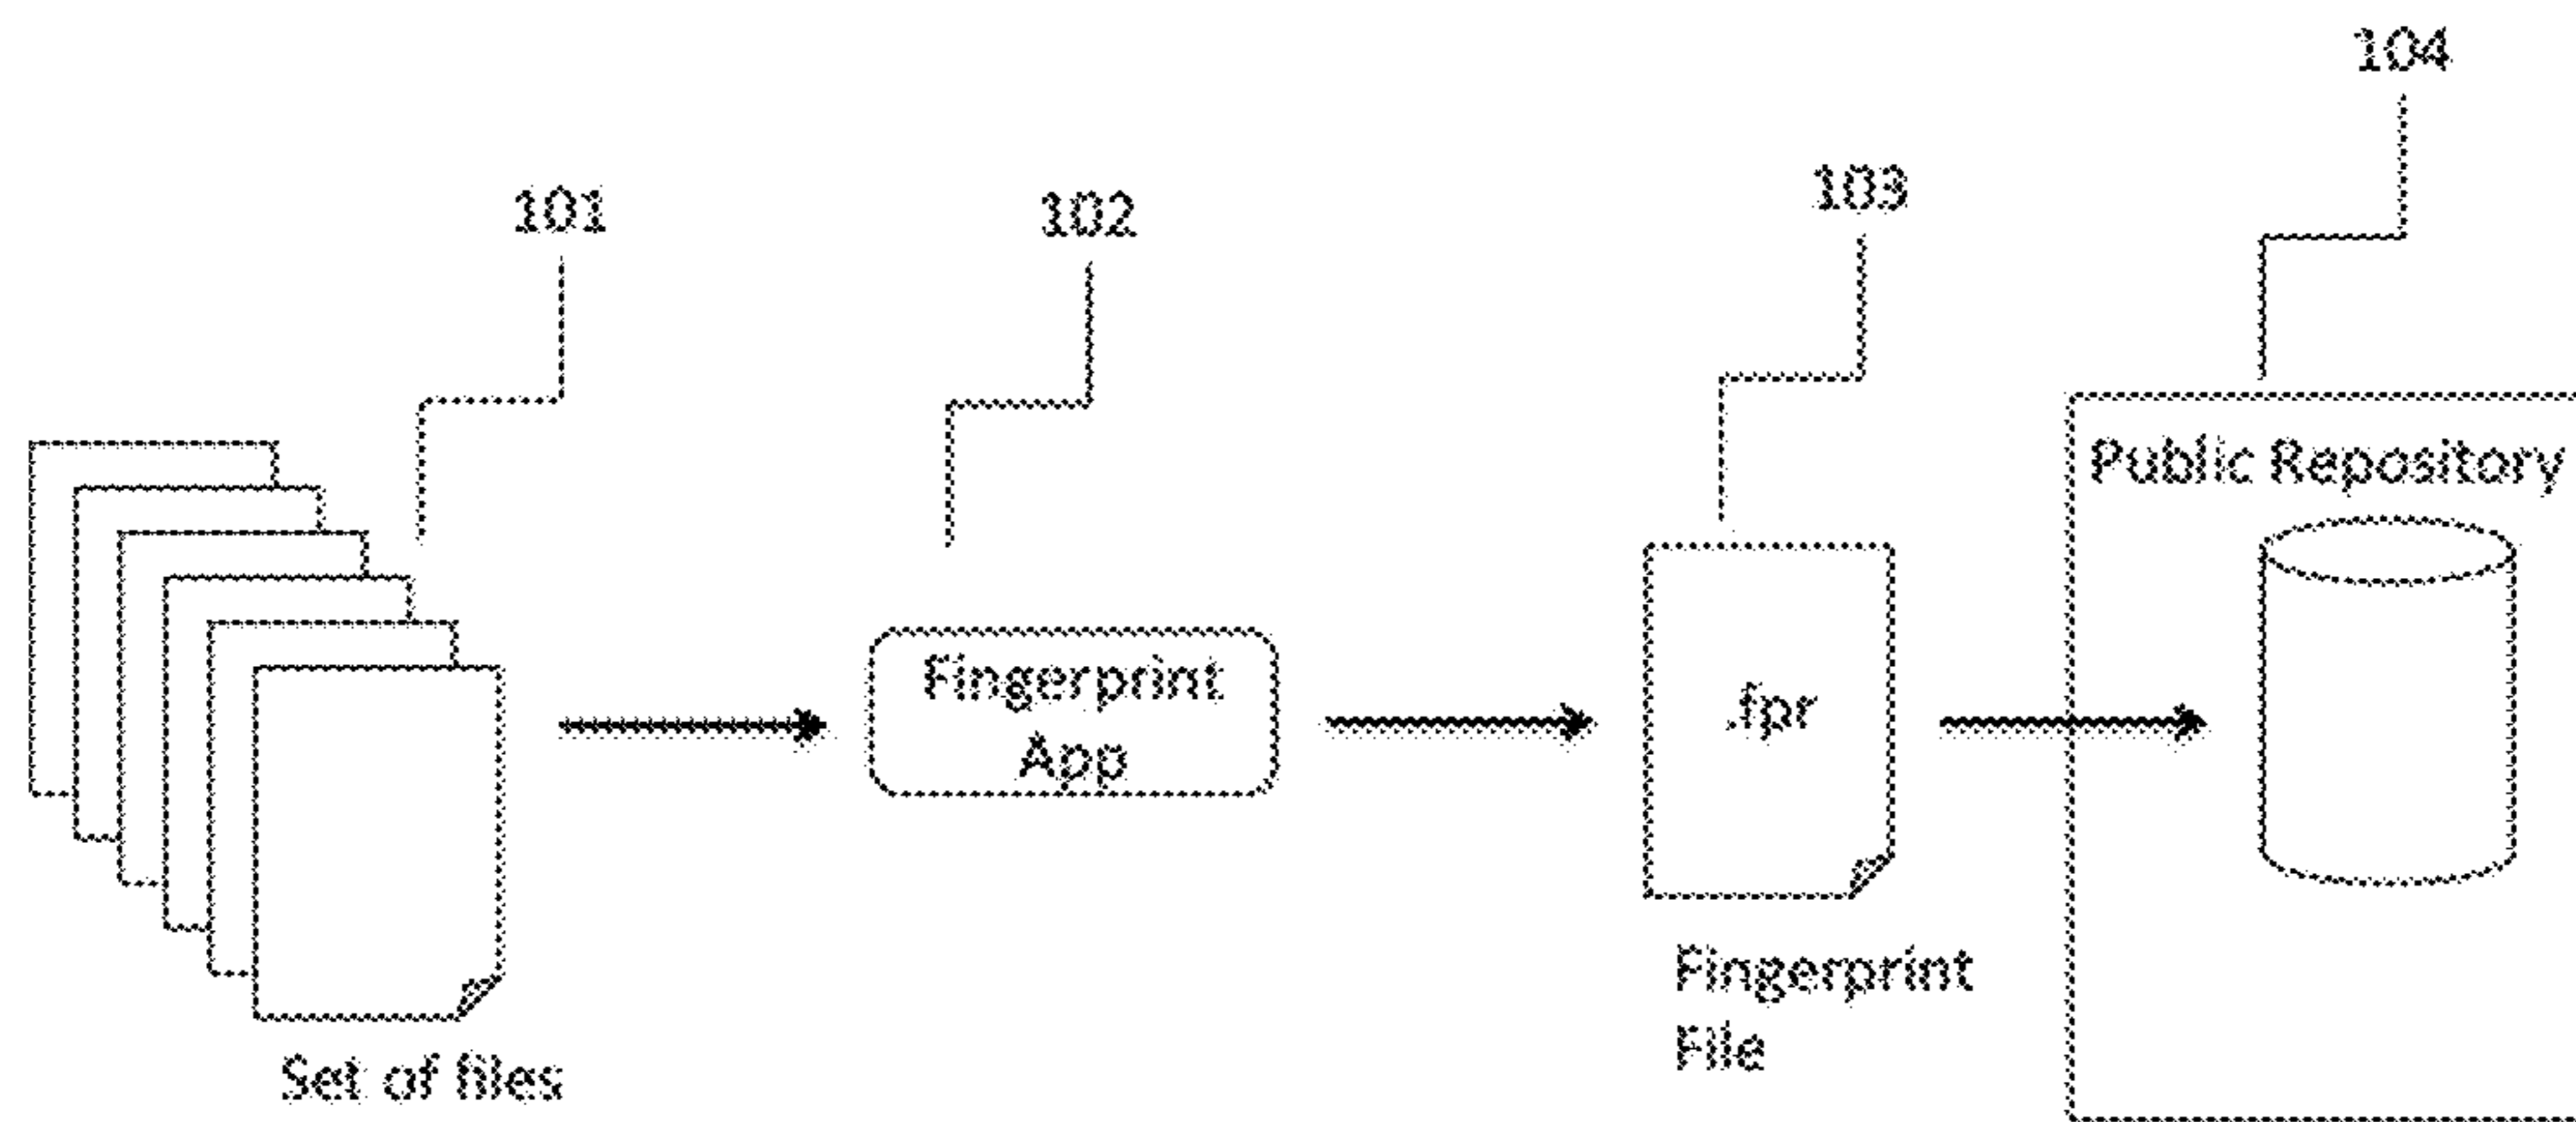 104
103
101
102
Public Repository
Fingerprint
App
.fpr
Fingerprint
File
Set of files